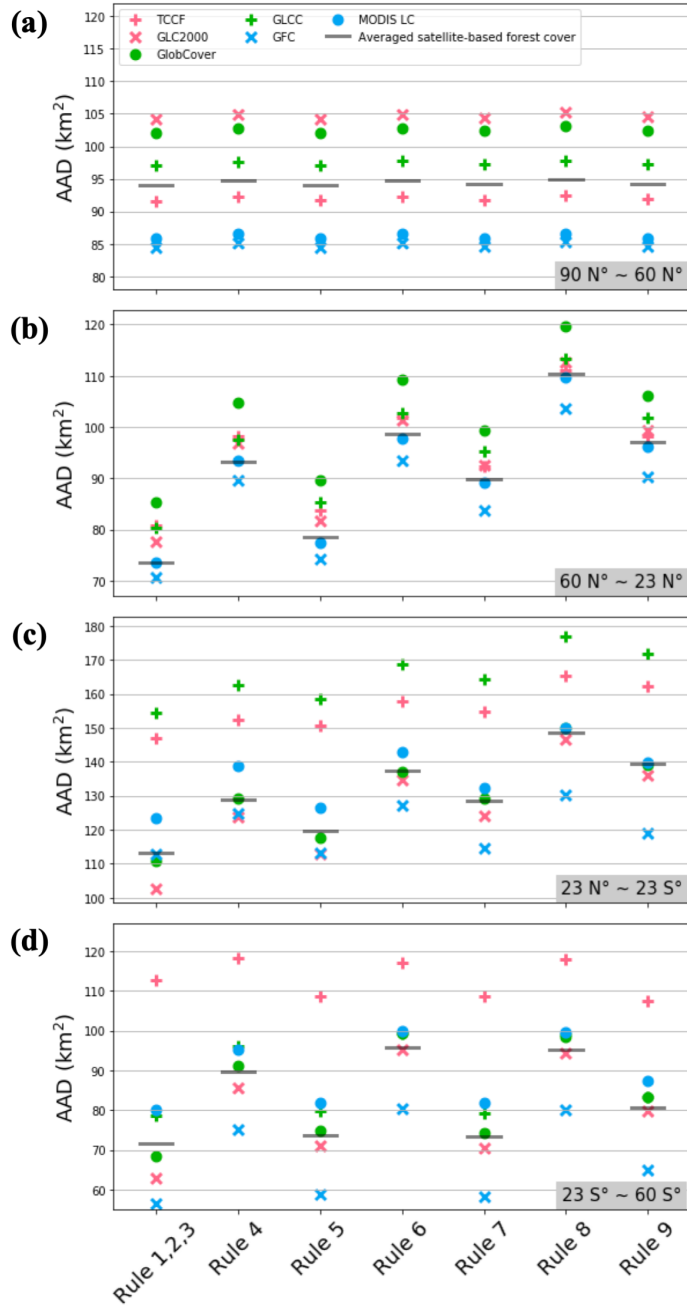 (a)
TCCF
GLC2000
GlobCover
GLCC
GFC
MODIS LC
Averaged satellite-based forest cover
AAD (km²)
120
115
110
105
100
95
90
85
80
90 N° ~ 60 N°
(b)
AAD (km²)
120
110
100
90
80
70
60 N° ~ 23 N°
(c)
AAD (km²)
180
170
160
150
140
130
120
110
100
23 N° ~ 23 S°
(d)
AAD (km²)
120
110
100
90
80
70
60
23 S° ~ 60 S°
Rule 1,2,3
Rule 4
Rule 5
Rule 6
Rule 7
Rule 8
Rule 9